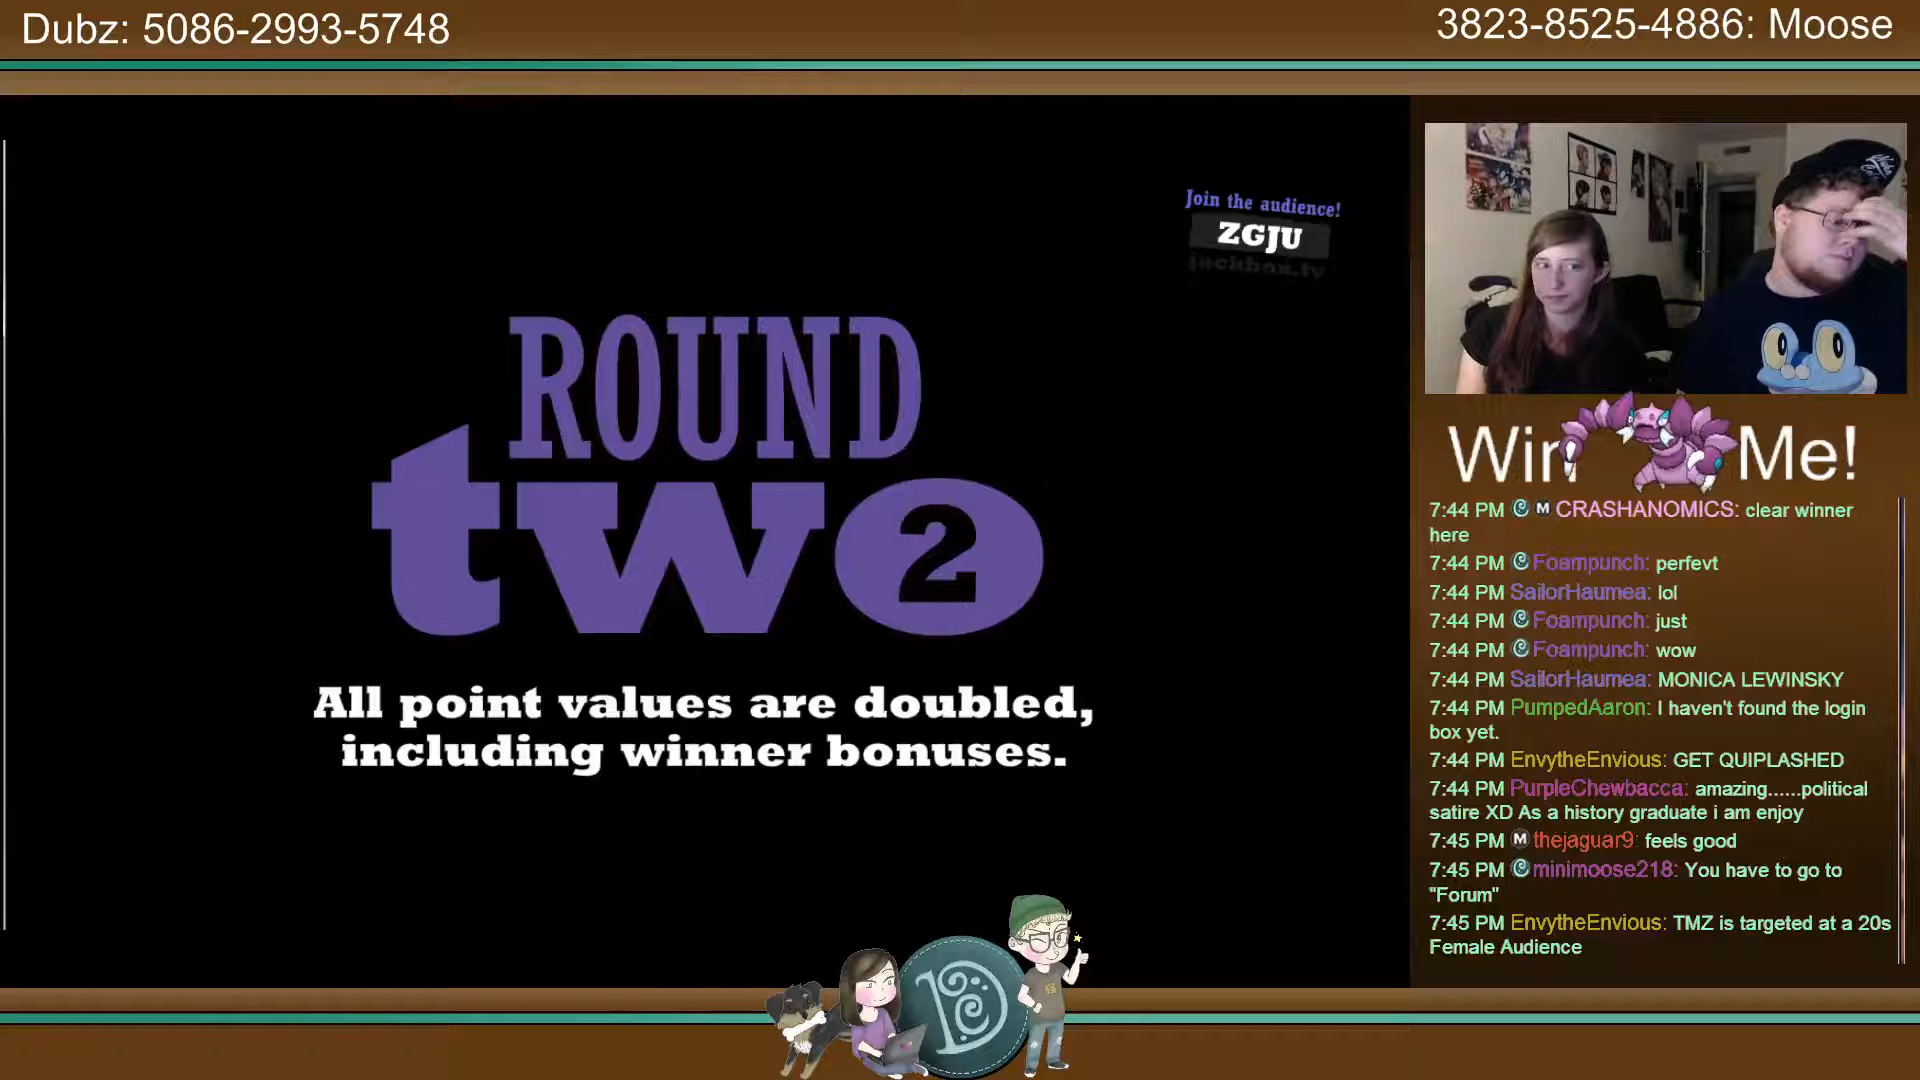 Dubz: 5086-2993-5748
3823-8525-4886: Moose
Join the audience!
ZGJU
jackbox.tv
ROUND
two
2
All point values are doubled,
including winner bonuses.
Win Me!
7:44 PM M CRASHANOMICS: clear winner
here
7:44 PM Foampunch: perfevt
7:44 PM SailorHaumea: lol
7:44 PM Foampunch: just
7:44 PM Foampunch: wow
7:44 PM SailorHaumea: MONICA LEWINSKY
7:44 PM PumpedAaron: I haven't found the login
box yet.
7:44 PM EnvytheEnvious: GET QUIPLASHED
7:44 PM PurpleChewbacca: amazing......political
satire XD As a history graduate i am enjoy
7:45 PM M thejaguar9: feels good
7:45 PM minimoose218: You have to go to
"Forum"
7:45 PM EnvytheEnvious: TMZ is targeted at a 20s
Female Audience
D